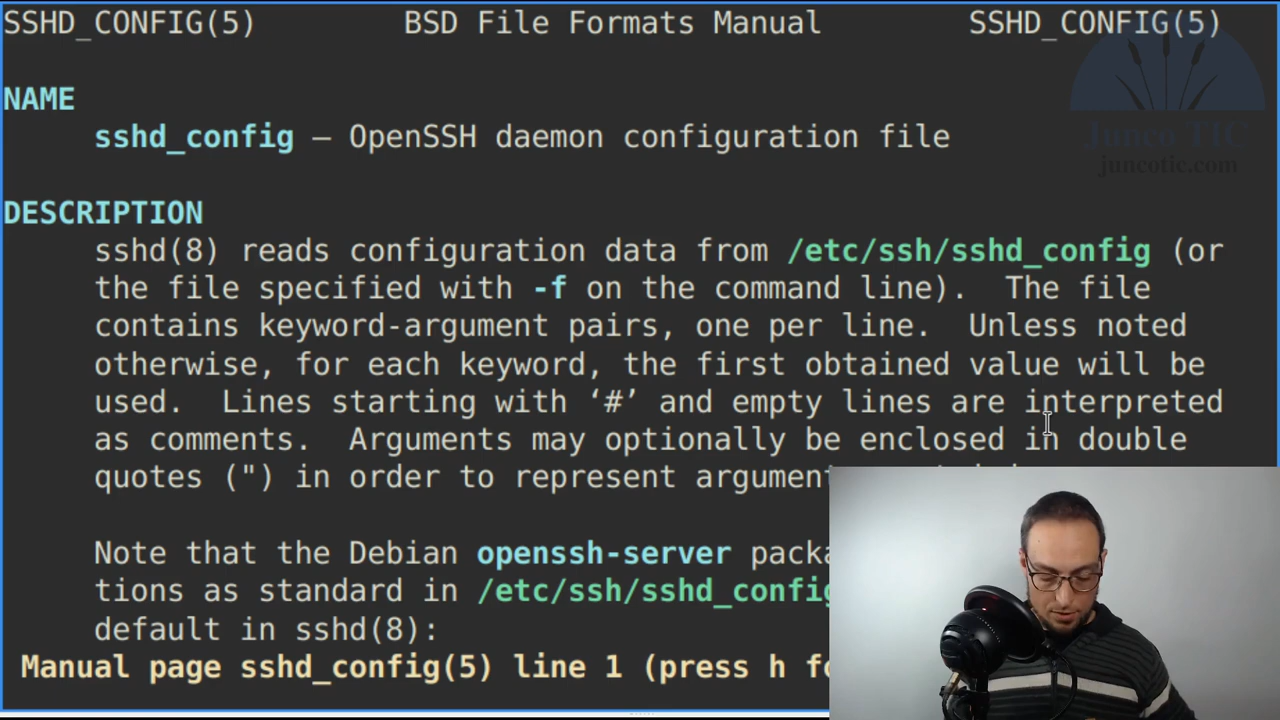 SSHD_CONFIG(5) BSD File Formats Manual SSHD_CONFIG(5)
NAME
sshd_config – OpenSSH daemon configuration file
DESCRIPTION
sshd(8) reads configuration data from /etc/ssh/sshd_config (or
the file specified with -f on the command line). The file
contains keyword-argument pairs, one per line. Unless noted
otherwise, for each keyword, the first obtained value will be
used. Lines starting with ‘#’ and empty lines are interpreted
as comments. Arguments may optionally be enclosed in double
quotes (") in order to represent argument
Note that the Debian openssh-server packa
tions as standard in /etc/ssh/sshd_config
default in sshd(8):
Manual page sshd_config(5) line 1 (press h fo
Junco TIC
juncotic.com